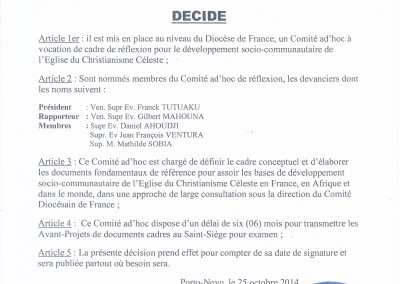 DECIDE
Article 1er : il est mis en place au niveau du Diocèse de France, un Comité ad'hoc à
vocation de cadre de réflexion pour le développement socio-communautaire de
l'Eglise du Christianisme Céleste ;
Article 2 : Sont nommés membres du Comité ad'hoc de réflexion, les devanciers dont
les noms suivent :
Président : Ven. Supr Ev. Franck TUTUAKU
Rapporteur : Ven. Supr Ev. Gilbert MAHOUNA
Membres : Supr Ev. Daniel AHOUDJI
Supr. Ev Jean François VENTURA
Sup. M. Mathilde SOBIA
Article 3 : Ce Comité ad'hoc est chargé de définir le cadre conceptuel et d'élaborer
les documents fondamentaux de référence pour assoir les bases de développement
socio-communautaire de l'Eglise du Christianisme Céleste en France, en Afrique et
dans le monde, dans une approche de large consultation sous la direction du Comité
Diocésain de France ;
Article 4 : Ce Comité ad'hoc dispose d'un délai de six (06) mois pour transmettre les
Avant-Projets de documents cadres au Saint-Siège pour examen ;
Article 5 : La présente décision prend effet pour compter de sa date de signature et
sera publiée partout où besoin sera.
Porto-Novo, le 25 octobre 2014